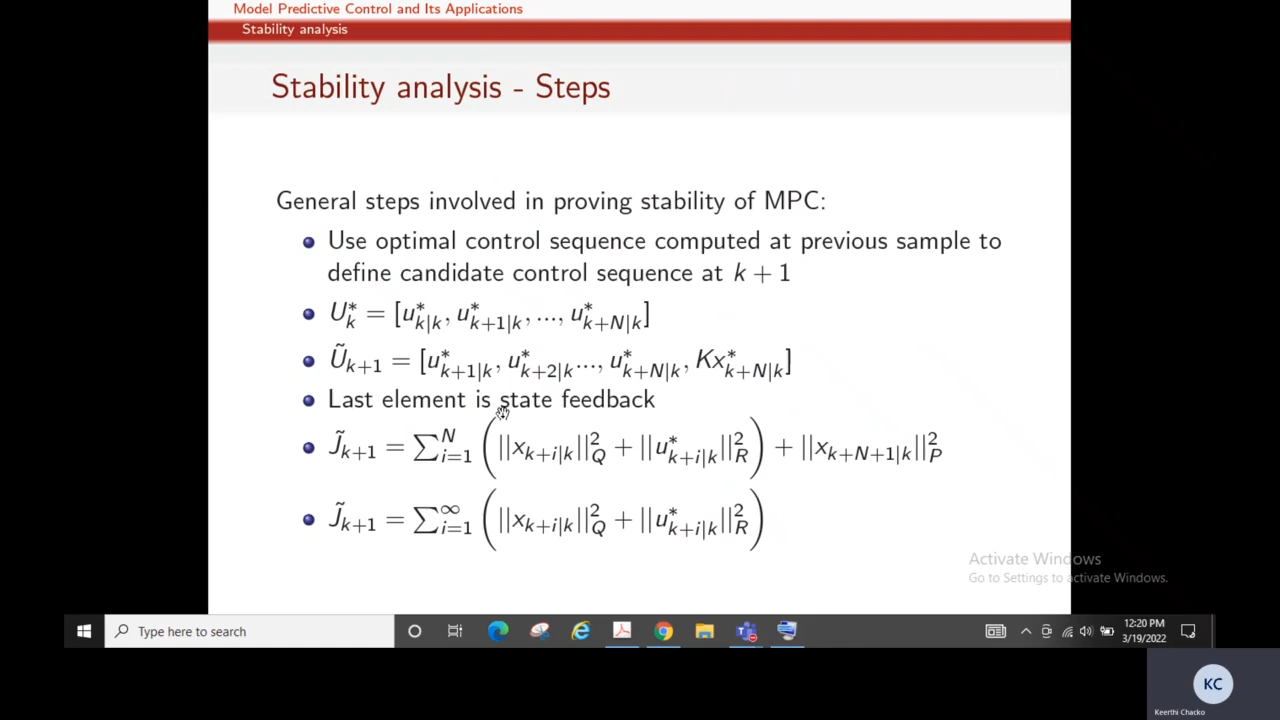 Model Predictive Control and Its Applications
Stability analysis
Stability analysis - Steps
General steps involved in proving stability of MPC:
Use optimal control sequence computed at previous sample to
define candidate control sequence at k + 1
U*_k = [u*_{k|k}, u*_{k+1|k}, ..., u*_{k+N|k}]
Ũ_{k+1} = [u*_{k+1|k}, u*_{k+2|k}..., u*_{k+N|k}, Kx*_{k+N|k}]
Last element is state feedback
J̃_{k+1} = ∑_{i=1}^{N} (||x_{k+i|k}||²_Q + ||u*_{k+i|k}||²_R) + ||x_{k+N+1|k}||²_P
J̃_{k+1} = ∑_{i=1}^{∞} (||x_{k+i|k}||²_Q + ||u*_{k+i|k}||²_R)
Activate Windows
Go to Settings to activate Windows.
Type here to search
12:20 PM
3/19/2022
KC
Keerthi Chacko